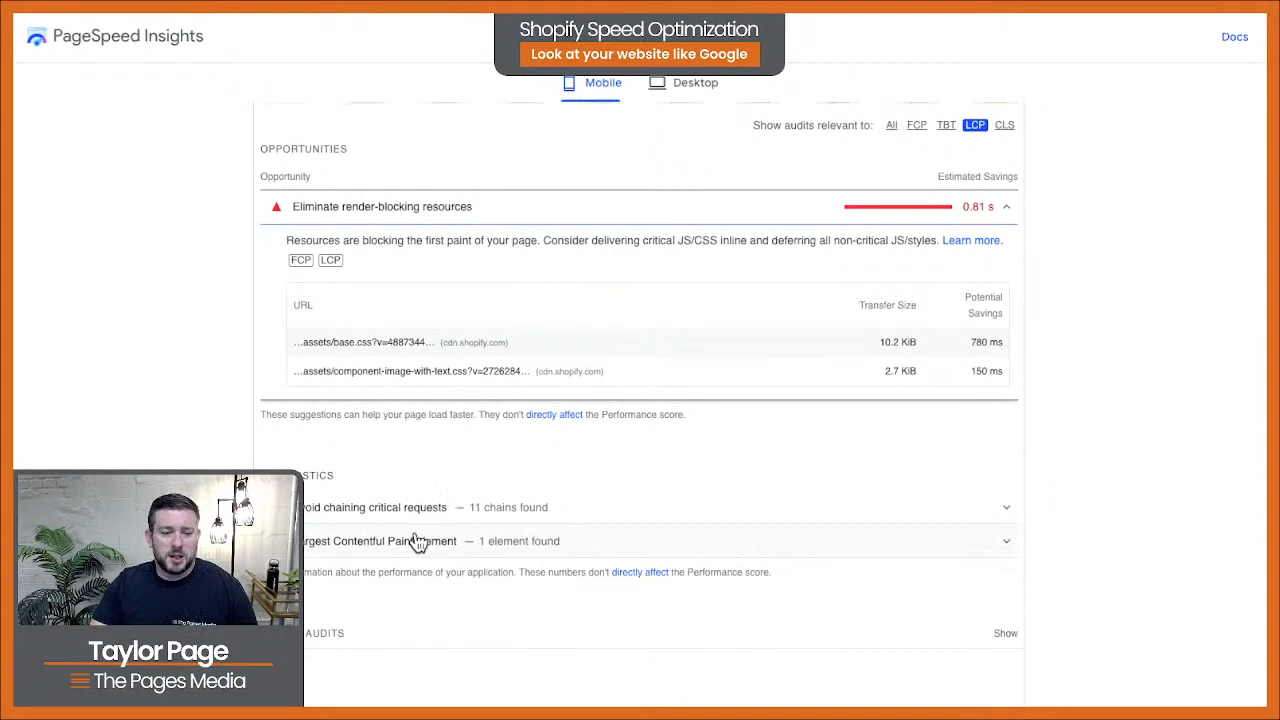 PageSpeed Insights
Shopify Speed Optimization
Look at your website like Google
Docs
Mobile
Desktop
Show audits relevant to: All FCP TBT LCP CLS
OPPORTUNITIES
Opportunity
Estimated Savings
Eliminate render-blocking resources
0.81 s
Resources are blocking the first paint of your page. Consider delivering critical JS/CSS inline and deferring all non-critical JS/styles. Learn more.
FCP LCP
URL
Transfer Size
Potential
Savings
…assets/base.css?v=4887344… (cdn.shopify.com)
10.2 KiB
780 ms
…assets/component-image-with-text.css?v=2726284… (cdn.shopify.com)
2.7 KiB
150 ms
These suggestions can help your page load faster. They don't directly affect the Performance score.
STICS
oid chaining critical requests — 11 chains found
rgest Contentful Pain ement — 1 element found
mation about the performance of your application. These numbers don't directly affect the Performance score.
AUDITS
Show
The Pages Media
Taylor Page
The Pages Media